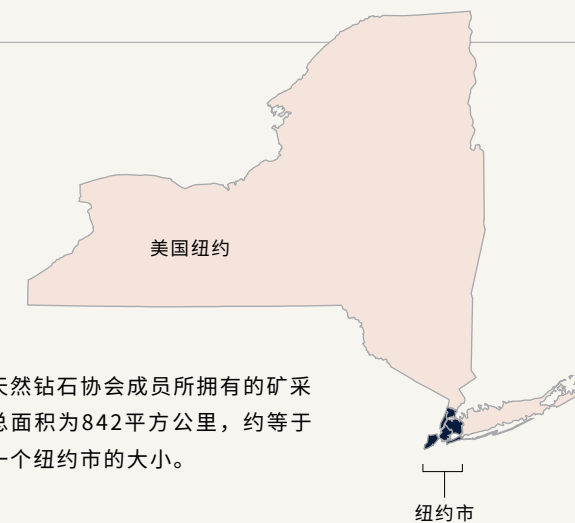 美国纽约
天然钻石协会成员所拥有的矿采
总面积为842平方公里，约等于
一个纽约市的大小。
纽约市